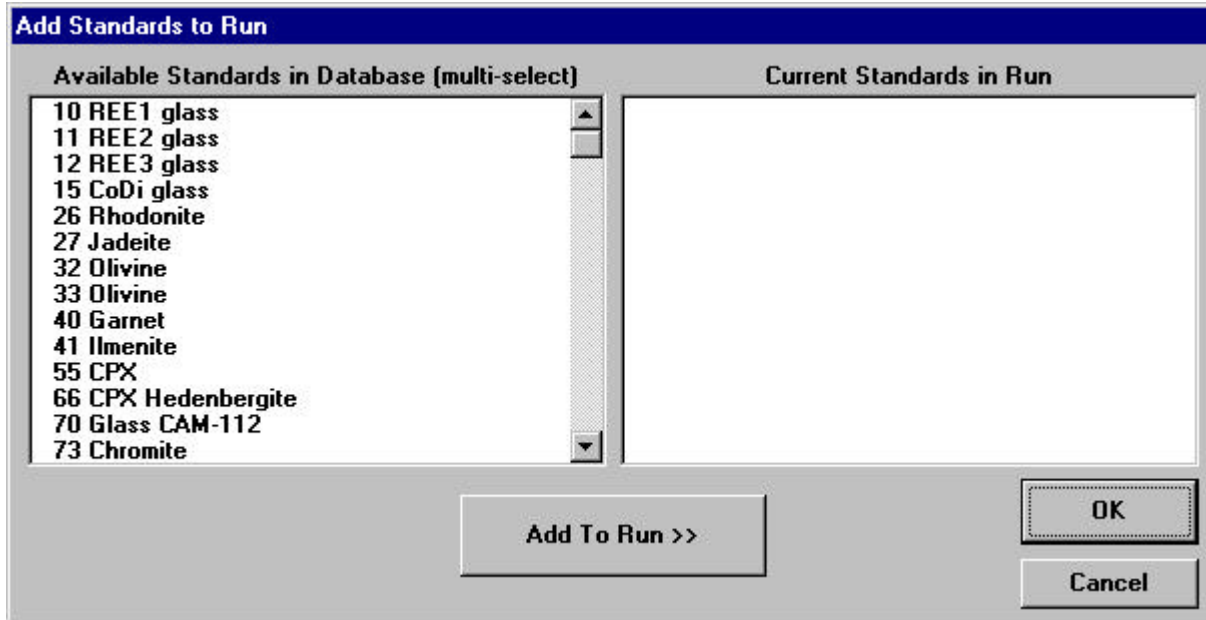 Add Standards to Run
Available Standards in Database (multi-select)
Current Standards in Run
10 REE1 glass
11 REE2 glass
12 REE3 glass
15 CoDi glass
26 Rhodonite
27 Jadeite
32 Olivine
33 Olivine
40 Garnet
41 Ilmenite
55 CPX
66 CPX Hedenbergite
70 Glass CAM-112
73 Chromite
Add To Run >>
OK
Cancel